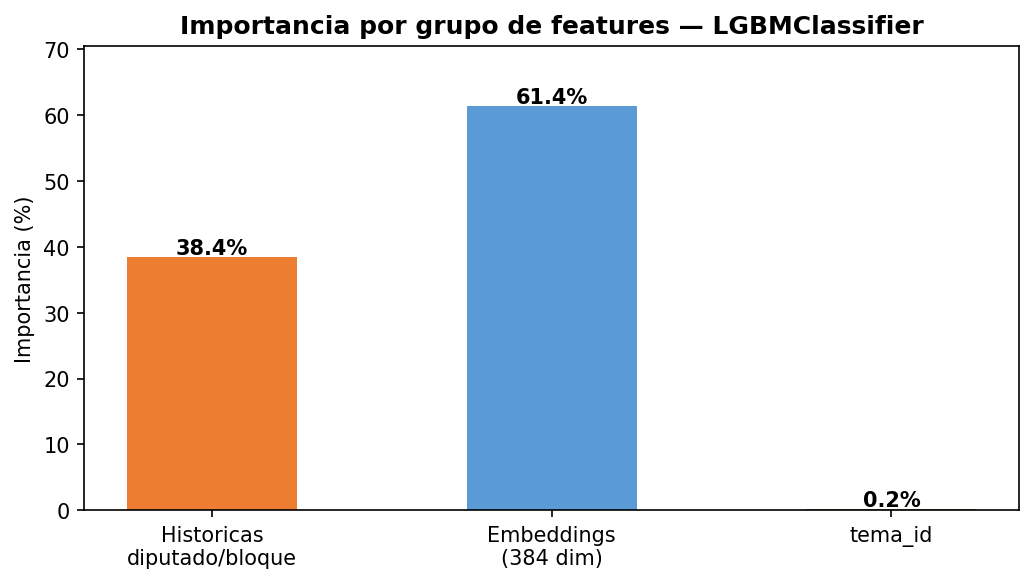 Importancia por grupo de features — LGBMClassifier
Importancia (%)
70
60
50
40
30
20
10
0
38.4%
61.4%
0.2%
Historicas
diputado/bloque
Embeddings
(384 dim)
tema_id